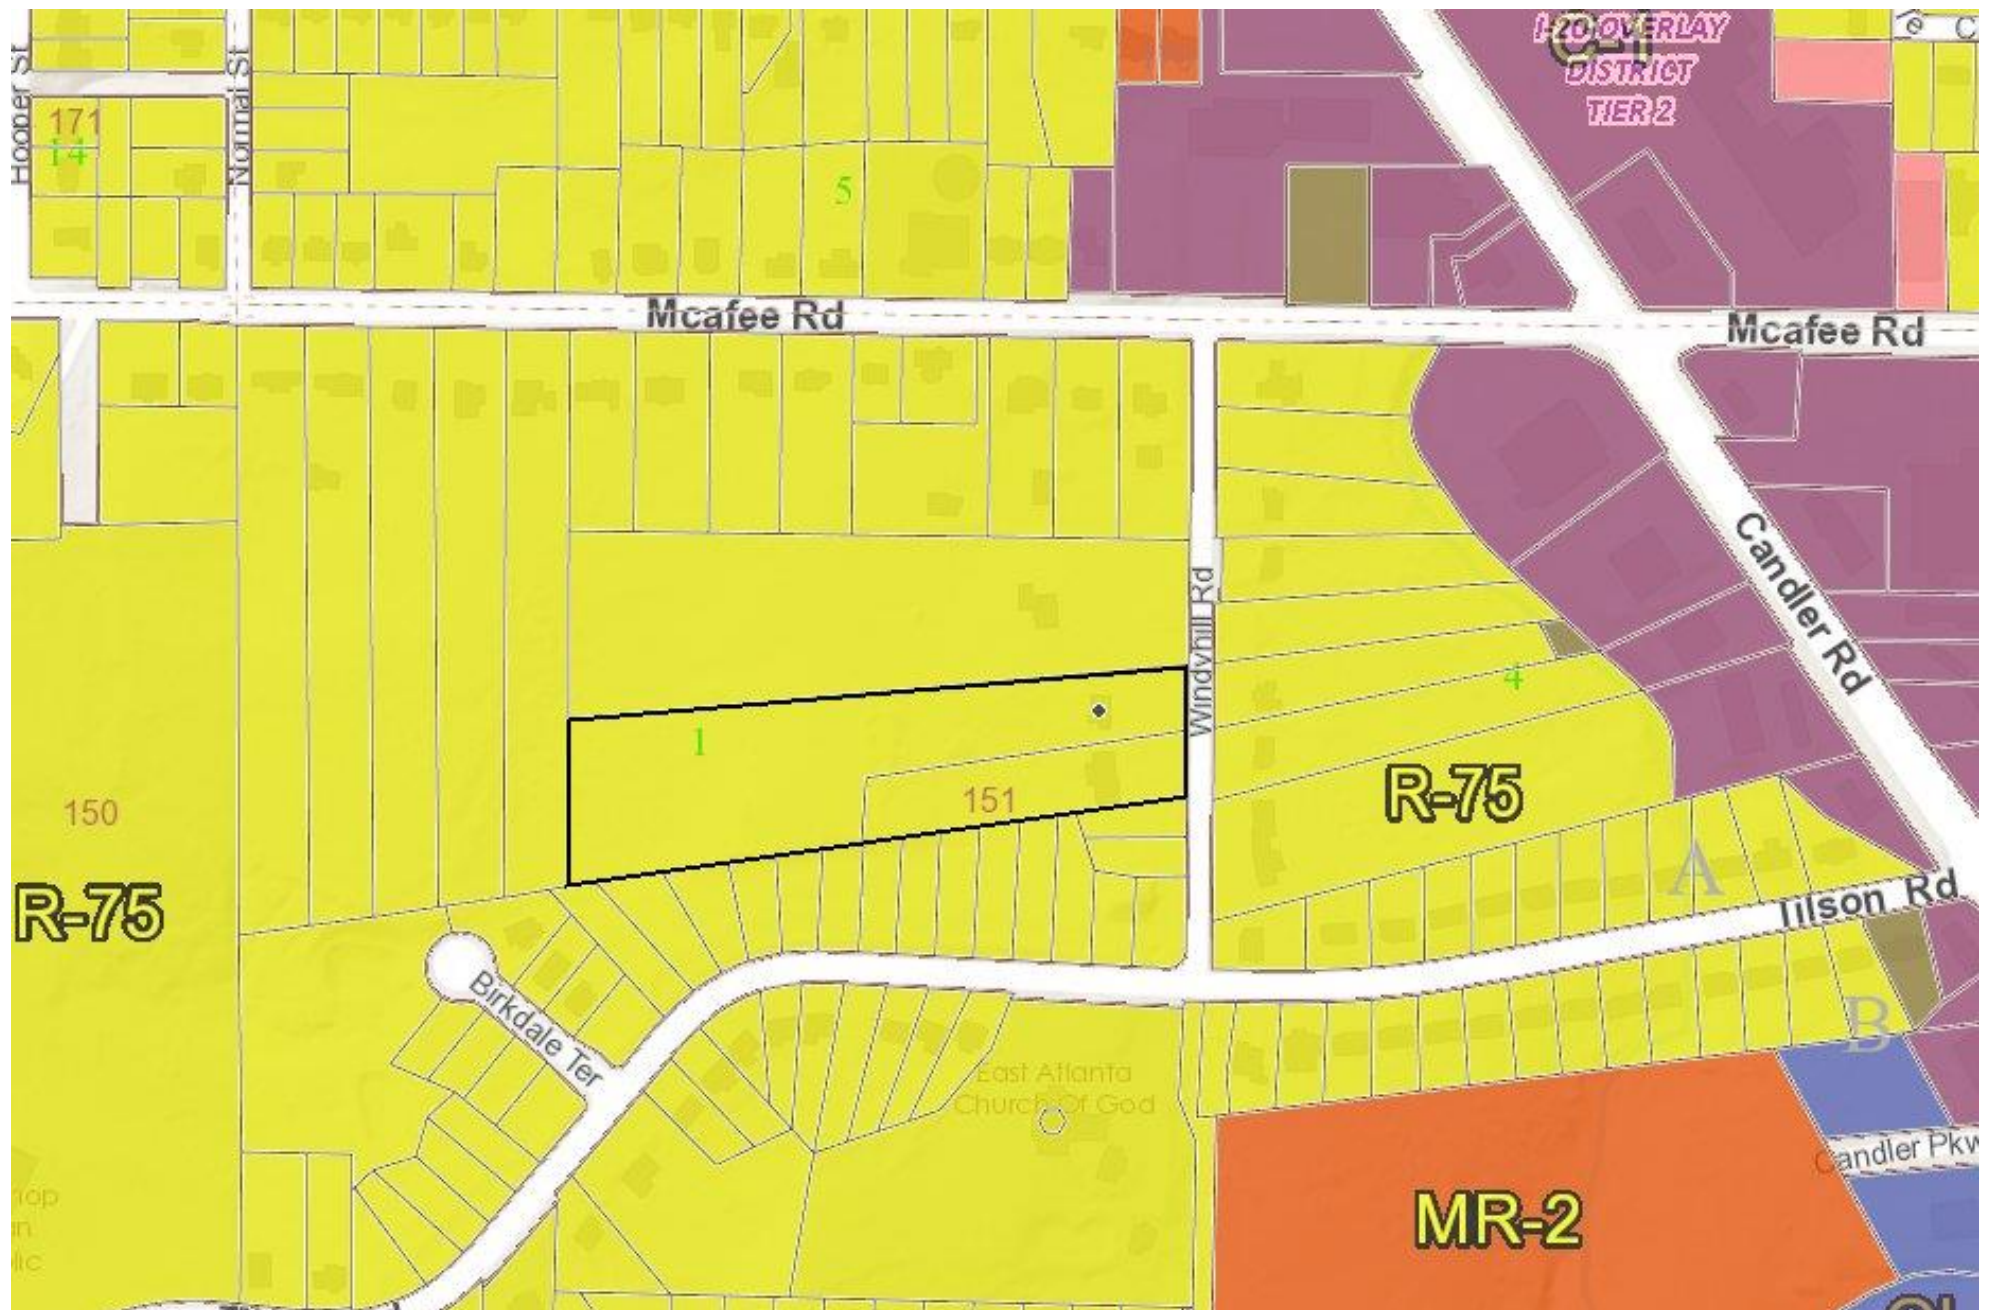 I-20 OVERLAY
DISTRICT
TIER 2
C-1
C
Hooper St
Normal St
171
14
5
Mcafee Rd
Mcafee Rd
Candler Rd
Windyhill Rd
4
1
151
150
R-75
R-75
A
Tilson Rd
Birkdale Ter
B
East Atlanta
Church Of God
Candler Pkw
MR-2